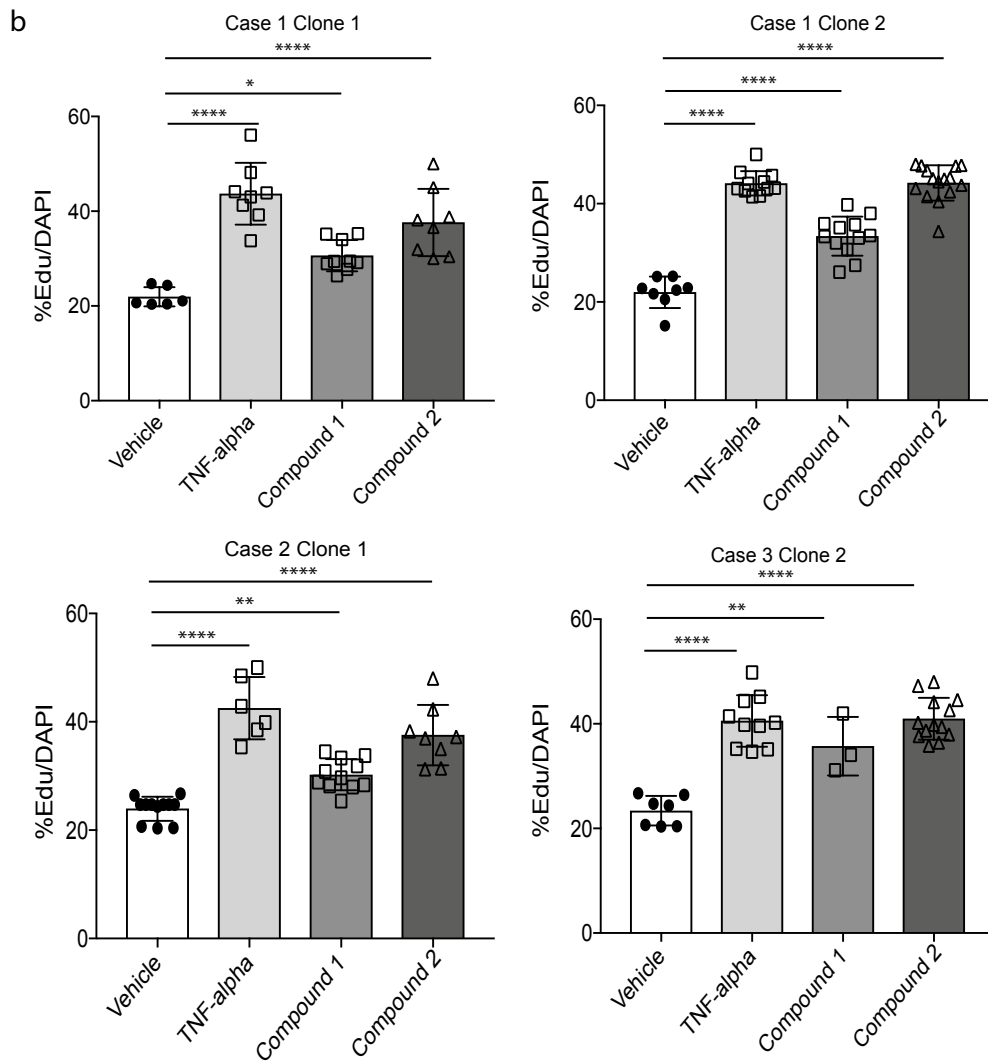 b
Case 1 Clone 1
****
*
****
60
40
20
0
%Edu/DAPI
Vehicle
TNF-alpha
Compound 1
Compound 2
Case 1 Clone 2
****
****
****
60
40
20
0
%Edu/DAPI
Vehicle
TNF-alpha
Compound 1
Compound 2
Case 2 Clone 1
****
**
****
60
40
20
0
%Edu/DAPI
Vehicle
TNF-alpha
Compound 1
Compound 2
Case 3 Clone 2
****
**
****
60
40
20
0
%Edu/DAPI
Vehicle
TNF-alpha
Compound 1
Compound 2